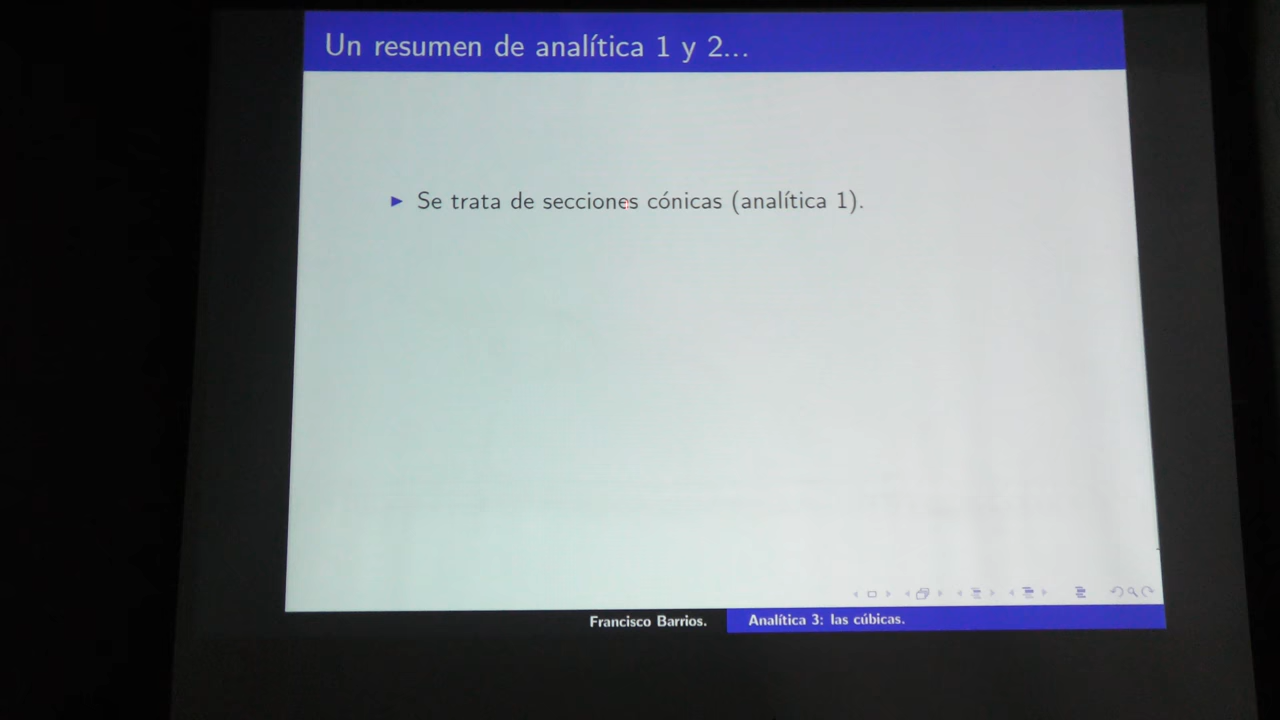 Un resumen de analítica 1 y 2...
Se trata de secciones cónicas (analítica 1).
Francisco Barrios.
Analítica 3: las cúbicas.